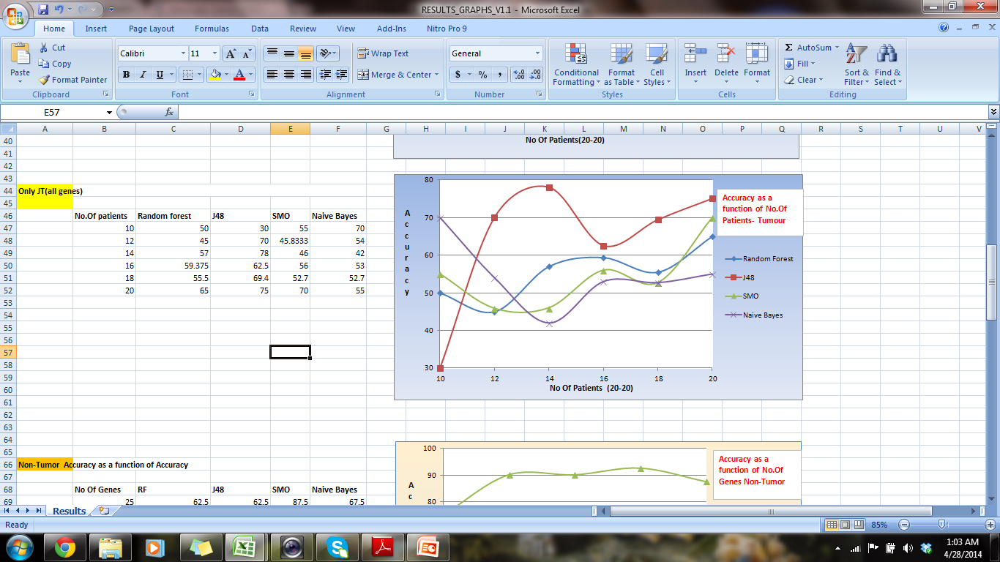 RESULTS_GRAPHS_V1.1 - Microsoft Excel
Home Insert Page Layout Formulas Data Review View Add-Ins Nitro Pro 9
Paste
Cut
Copy
Format Painter
Clipboard
Calibri 11
B I U
Font
Wrap Text
Merge & Center
Alignment
General
$ % ,
Number
Conditional Formatting
Format as Table
Cell Styles
Styles
Insert Delete Format
Cells
AutoSum
Fill
Clear
Sort & Filter
Find & Select
Editing
E57 fx
A B C D E F G H I J K L M N O P Q R S T U V
40 No Of Patients(20-20)
41
42
43
44 Only JT(all genes)
45
46 No.Of patients Random forest J48 SMO Naive Bayes
47 10 50 30 55 70
48 12 45 70 45.8333 54
49 14 57 78 46 42
50 16 59.375 62.5 56 53
51 18 55.5 69.4 52.7 52.7
52 20 65 75 70 55
53
54
55
56
57
58
59
60
61
62
63
64
65
66 Non-Tumor Accuracy as a function of Accuracy
67
68 No Of Genes RF J48 SMO Naive Bayes
69 25 62.5 62.5 87.5 67.5
80
70
60
50
40
30
Accuracy
10 12 14 16 18 20
No Of Patients (20-20)
Accuracy as a
function of No.Of
Patients- Tumour
Random Forest
J48
SMO
Naive Bayes
100
90
80
A
c
Accuracy as a
function of No.Of
Genes Non-Tumor
Results
Ready 85%
1:03 AM
4/28/2014